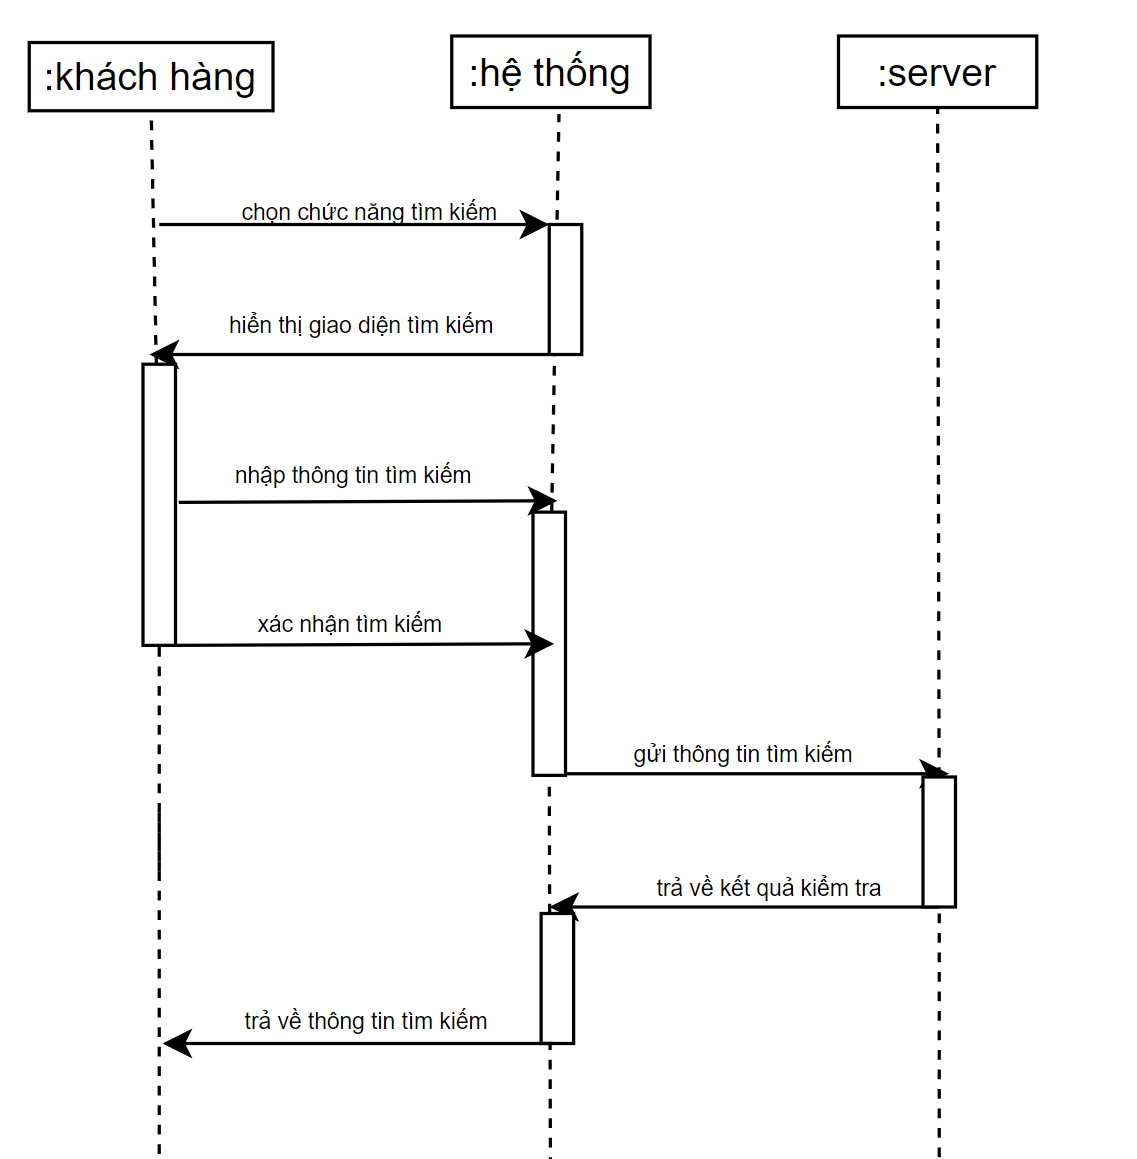 :khách hàng
:hệ thống
:server
chọn chức năng tìm kiếm
hiển thị giao diện tìm kiếm
nhập thông tin tìm kiếm
xác nhận tìm kiếm
gửi thông tin tìm kiếm
trả về kết quả kiểm tra
trả về thông tin tìm kiếm